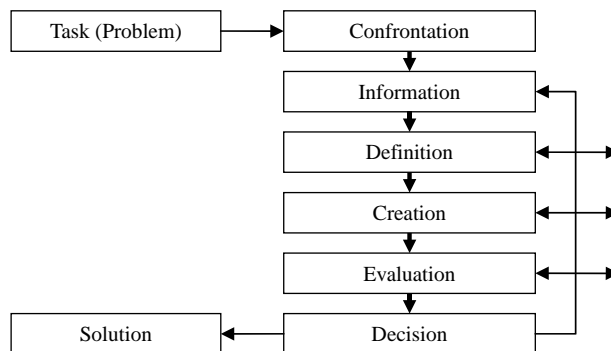 Task (Problem)
Confrontation
Information
Definition
Creation
Evaluation
Solution
Decision